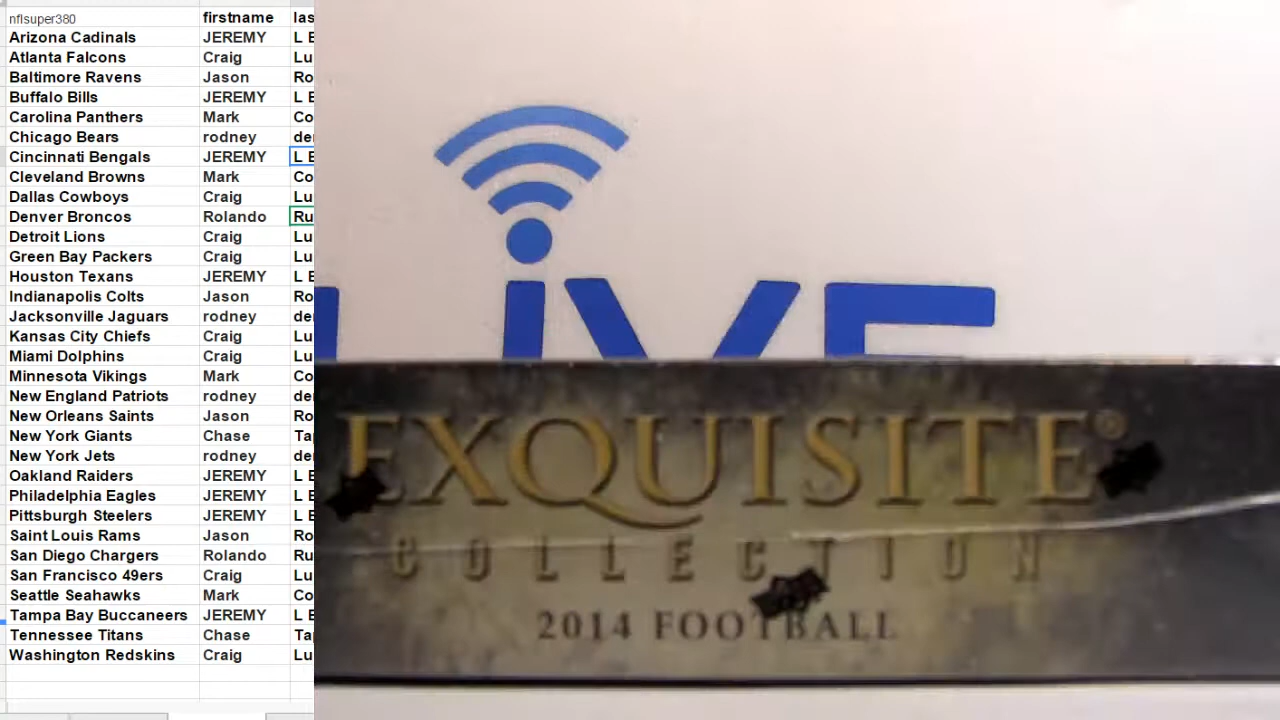 nflsuper380 firstname las
Arizona Cadinals JEREMY L E
Atlanta Falcons Craig Lu
Baltimore Ravens Jason Ro
Buffalo Bills JEREMY L E
Carolina Panthers Mark Co
Chicago Bears rodney de
Cincinnati Bengals JEREMY L E
Cleveland Browns Mark Co
Dallas Cowboys Craig Lu
Denver Broncos Rolando Ru
Detroit Lions Craig Lu
Green Bay Packers Craig Lu
Houston Texans JEREMY L E
Indianapolis Colts Jason Ro
Jacksonville Jaguars rodney de
Kansas City Chiefs Craig Lu
Miami Dolphins Craig Lu
Minnesota Vikings Mark Co
New England Patriots rodney de
New Orleans Saints Jason Ro
New York Giants Chase Ta
New York Jets rodney de
Oakland Raiders JEREMY L E
Philadelphia Eagles JEREMY L E
Pittsburgh Steelers JEREMY L E
Saint Louis Rams Jason Ro
San Diego Chargers Rolando Ru
San Francisco 49ers Craig Lu
Seattle Seahawks Mark Co
Tampa Bay Buccaneers JEREMY L E
Tennessee Titans Chase Ta
Washington Redskins Craig Lu
LiVE
EXQUISITE®
COLLECTION
2014 FOOTBALL